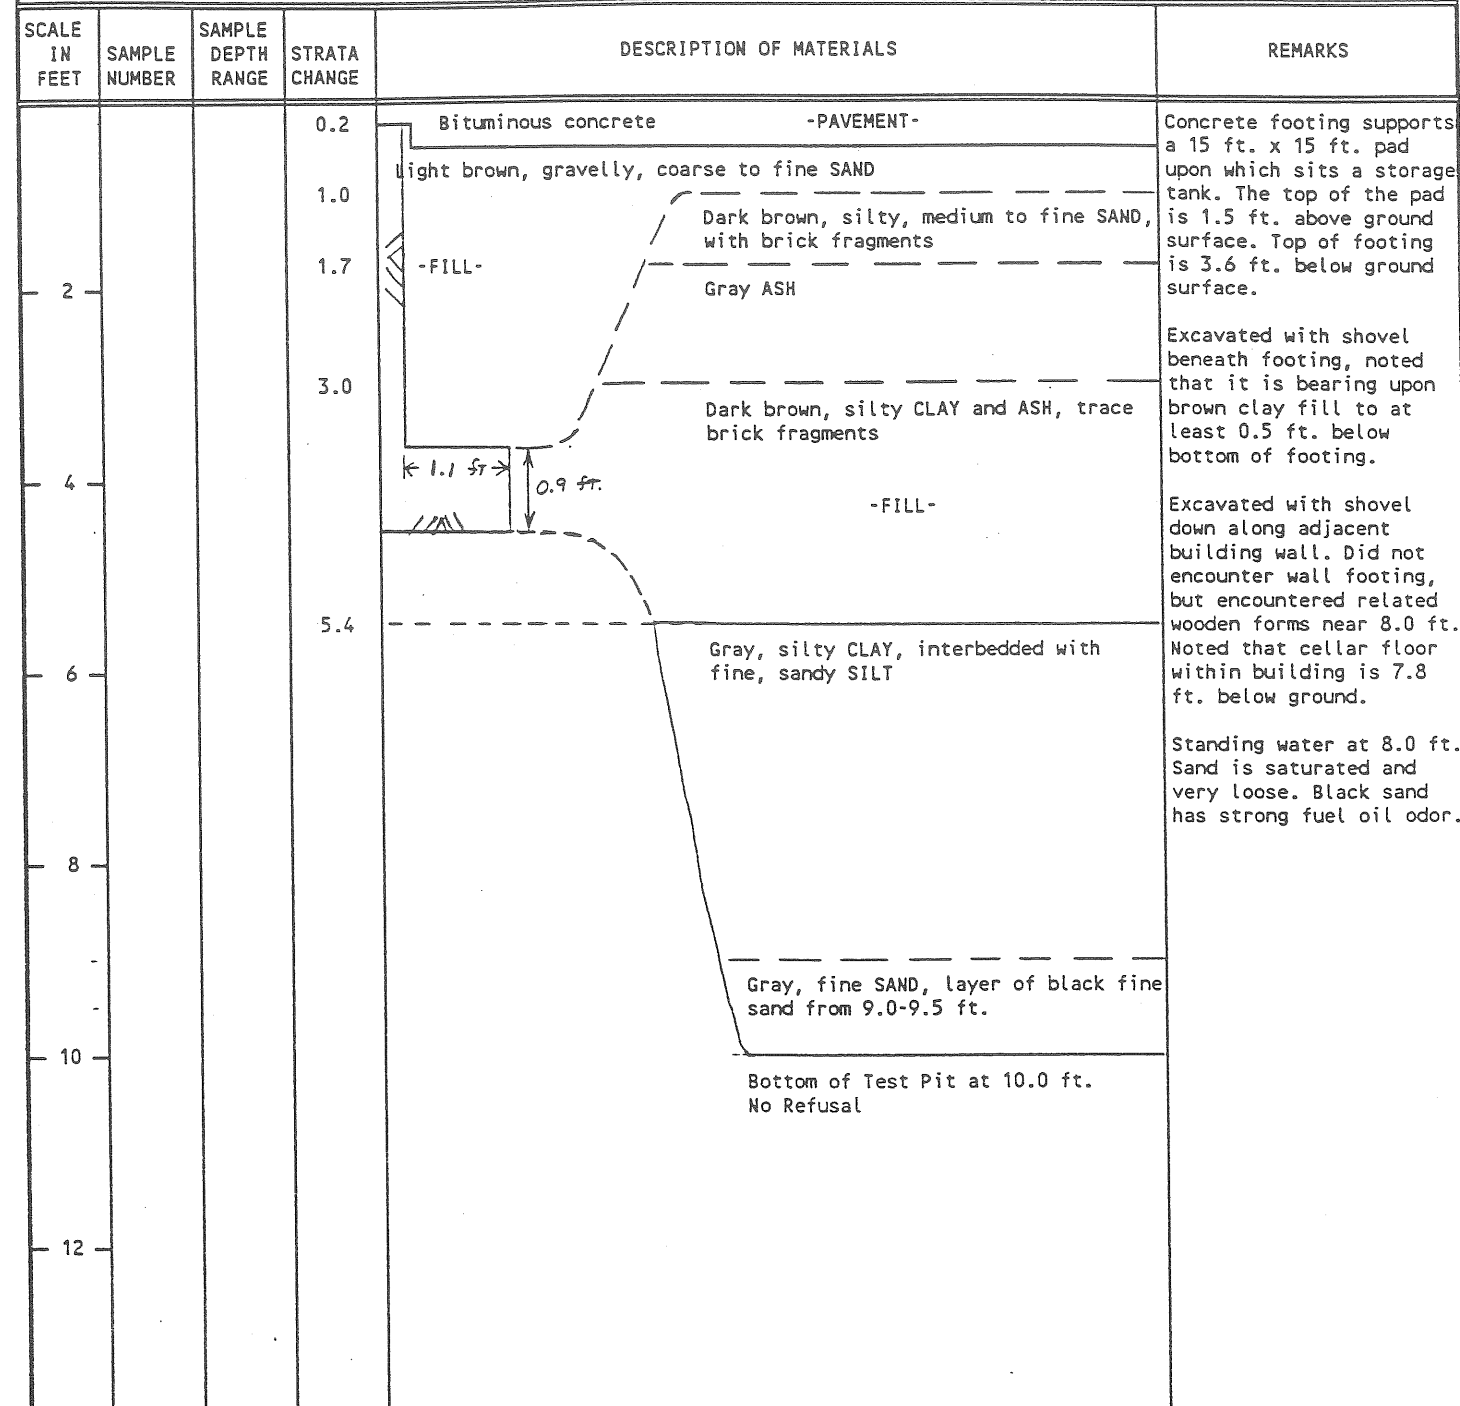 SCALE IN FEET
SAMPLE NUMBER
SAMPLE DEPTH RANGE
STRATA CHANGE
DESCRIPTION OF MATERIALS
REMARKS
0.2
Bituminous concrete -PAVEMENT-
Light brown, gravelly, coarse to fine SAND
1.0
Dark brown, silty, medium to fine SAND,
with brick fragments
1.7
-FILL-
Gray ASH
2
3.0
Dark brown, silty CLAY and ASH, trace
brick fragments
1.1 FT
0.9 FT.
4
-FILL-
5.4
Gray, silty CLAY, interbedded with
fine, sandy SILT
6
8
Gray, fine SAND, layer of black fine
sand from 9.0-9.5 ft.
10
Bottom of Test Pit at 10.0 ft.
No Refusal
12
Concrete footing supports
a 15 ft. x 15 ft. pad
upon which sits a storage
tank. The top of the pad
is 1.5 ft. above ground
surface. Top of footing
is 3.6 ft. below ground
surface.
Excavated with shovel
beneath footing, noted
that it is bearing upon
brown clay fill to at
least 0.5 ft. below
bottom of footing.
Excavated with shovel
down along adjacent
building wall. Did not
encounter wall footing,
but encountered related
wooden forms near 8.0 ft.
Noted that cellar floor
within building is 7.8
ft. below ground.
Standing water at 8.0 ft.
Sand is saturated and
very loose. Black sand
has strong fuel oil odor.